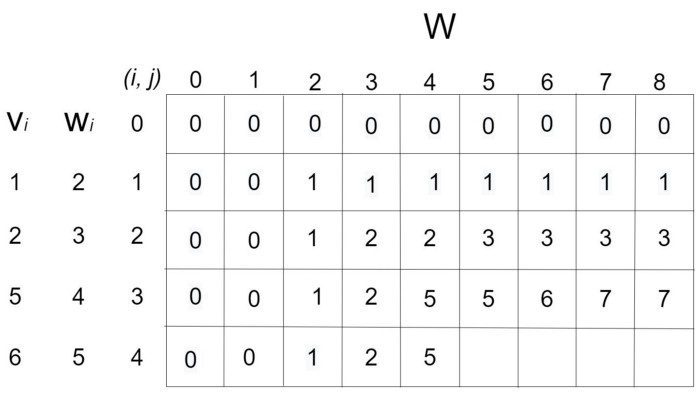 W
(i, j) 0 1 2 3 4 5 6 7 8
Vi Wi 0 0 0 0 0 0 0 0 0 0
1 2 1 0 0 1 1 1 1 1 1 1
2 3 2 0 0 1 2 2 3 3 3 3
5 4 3 0 0 1 2 5 5 6 7 7
6 5 4 0 0 1 2 5